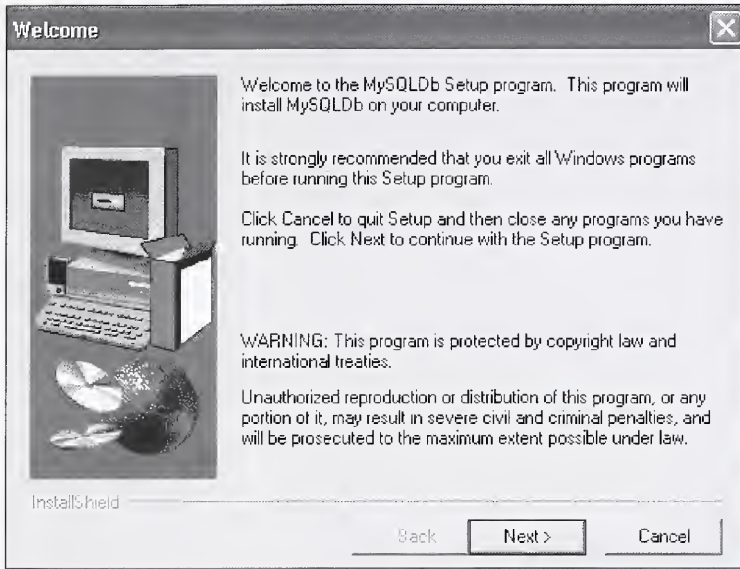 Welcome
Welcome to the MySQLDb Setup program. This program will
install MySQLDb on your computer.
It is strongly recommended that you exit all Windows programs
before running this Setup program.
Click Cancel to quit Setup and then close any programs you have
running. Click Next to continue with the Setup program.
WARNING: This program is protected by copyright law and
international treaties.
Unauthorized reproduction or distribution of this program, or any
portion of it, may result in severe civil and criminal penalties, and
will be prosecuted to the maximum extent possible under law.
InstallShield
Back
Next >
Cancel